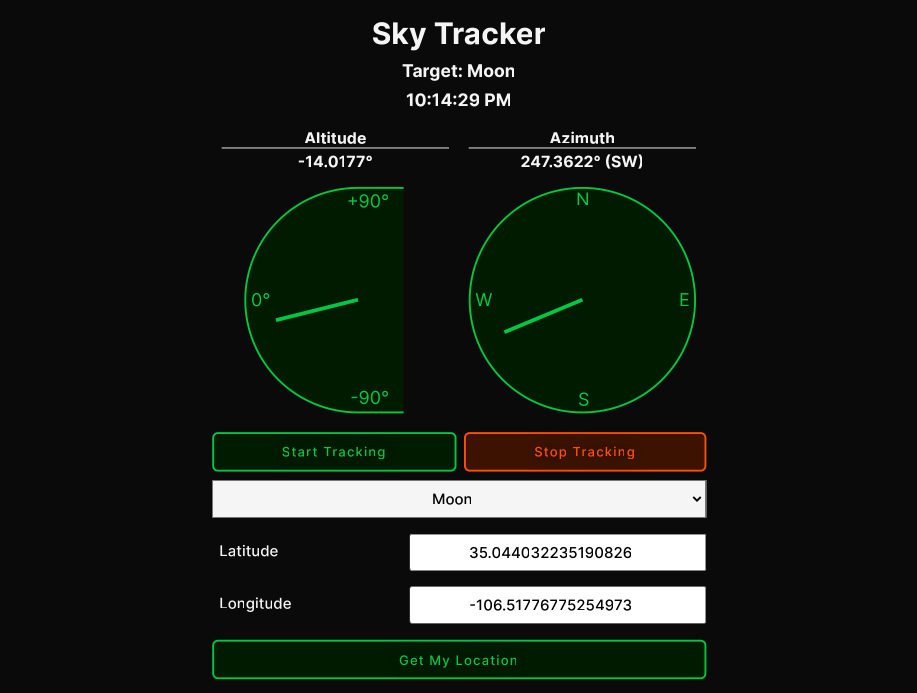 Sky Tracker
Target: Moon
10:14:29 PM
Altitude
-14.0177°
+90°
0°
-90°
Azimuth
247.3622° (SW)
N
W
E
S
Start Tracking
Stop Tracking
Moon
Latitude
35.044032235190826
Longitude
-106.51776775254973
Get My Location